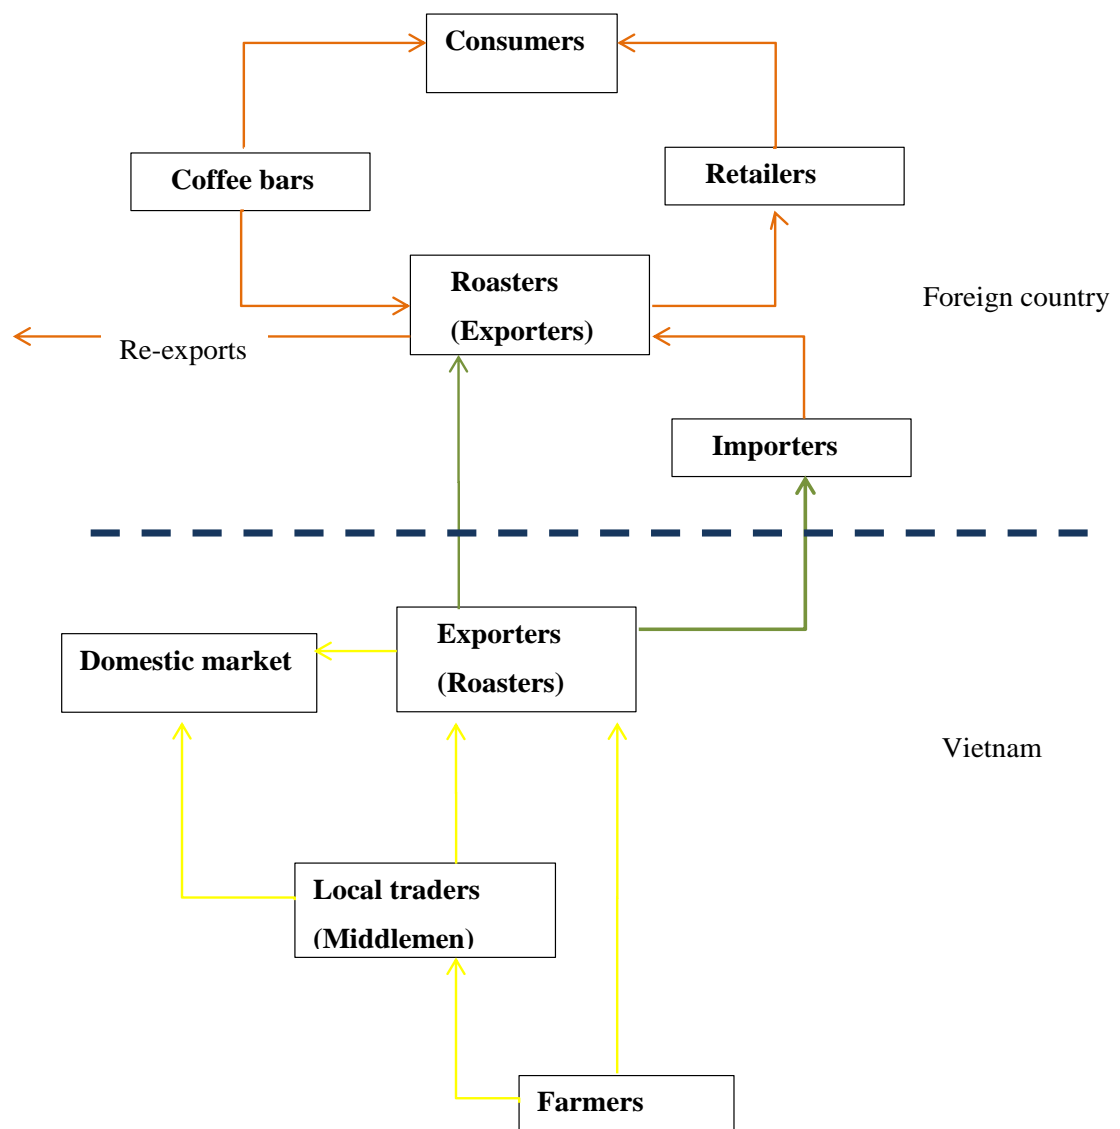 Consumers
Coffee bars
Retailers
Roasters
(Exporters)
Foreign country
Re-exports
Importers
Exporters
(Roasters)
Domestic market
Vietnam
Local traders
(Middlemen)
Farmers